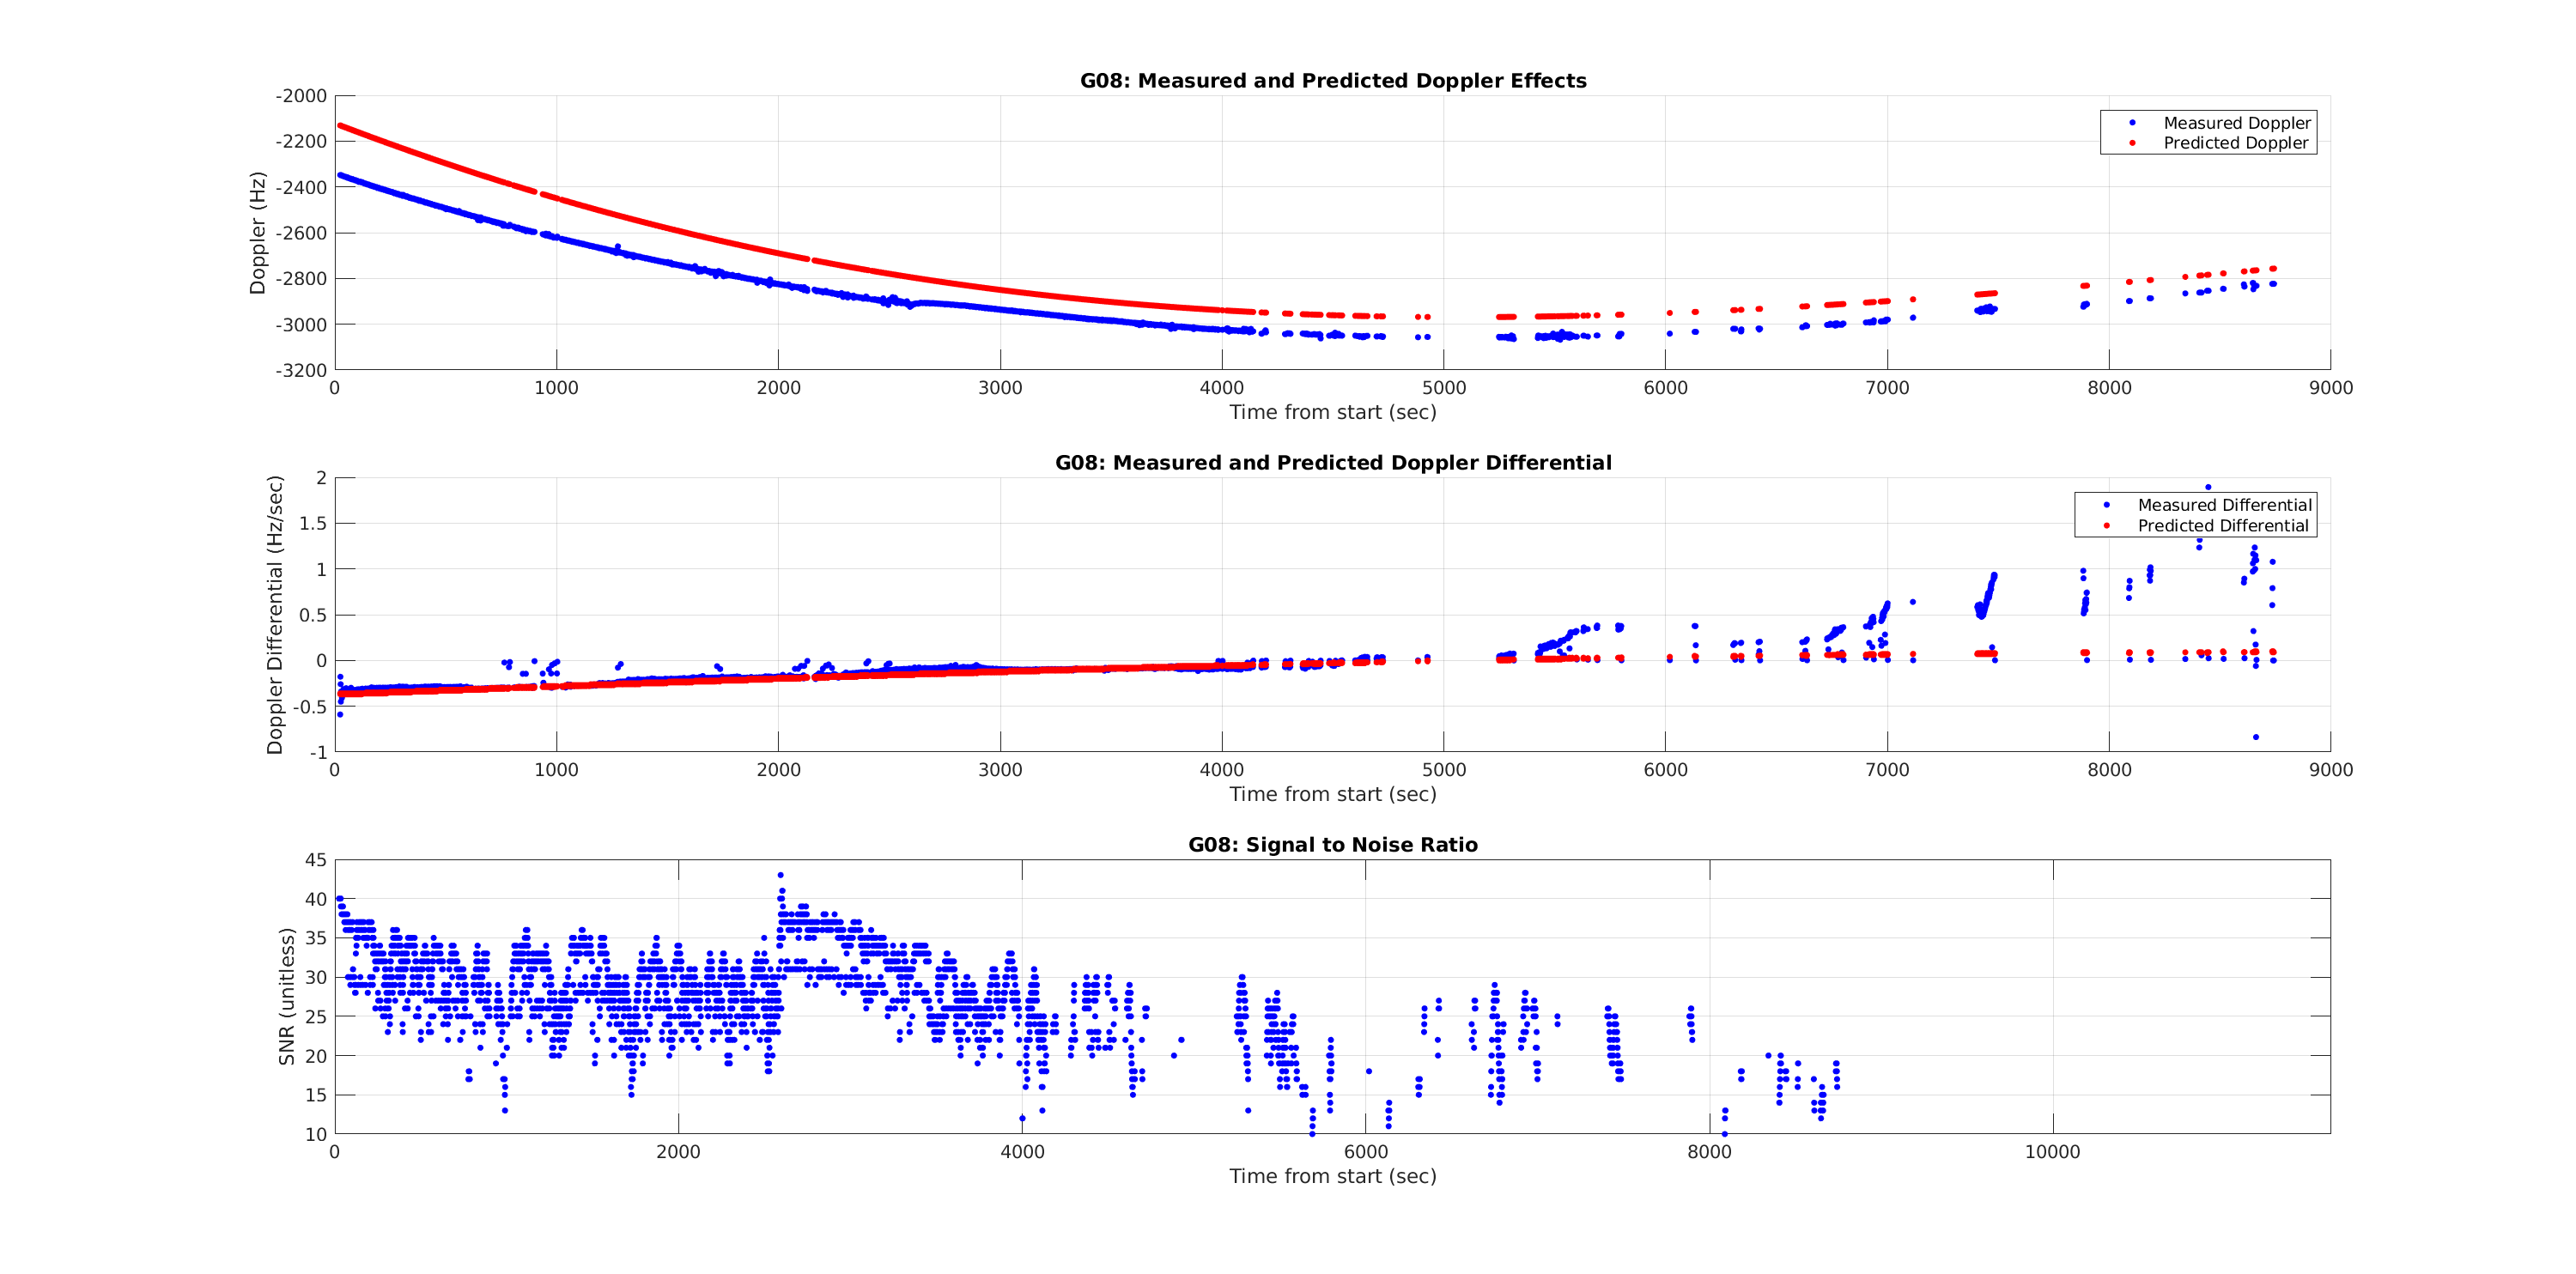 G08: Measured and Predicted Doppler Effects
Doppler (Hz)
-2000
-2200
-2400
-2600
-2800
-3000
-3200
Measured Doppler
Predicted Doppler
0 1000 2000 3000 4000 5000 6000 7000 8000 9000
Time from start (sec)
G08: Measured and Predicted Doppler Differential
Doppler Differential (Hz/sec)
2
1.5
1
0.5
0
-0.5
-1
Measured Differential
Predicted Differential
0 1000 2000 3000 4000 5000 6000 7000 8000 9000
Time from start (sec)
G08: Signal to Noise Ratio
SNR (unitless)
45
40
35
30
25
20
15
10
0 2000 4000 6000 8000 10000
Time from start (sec)